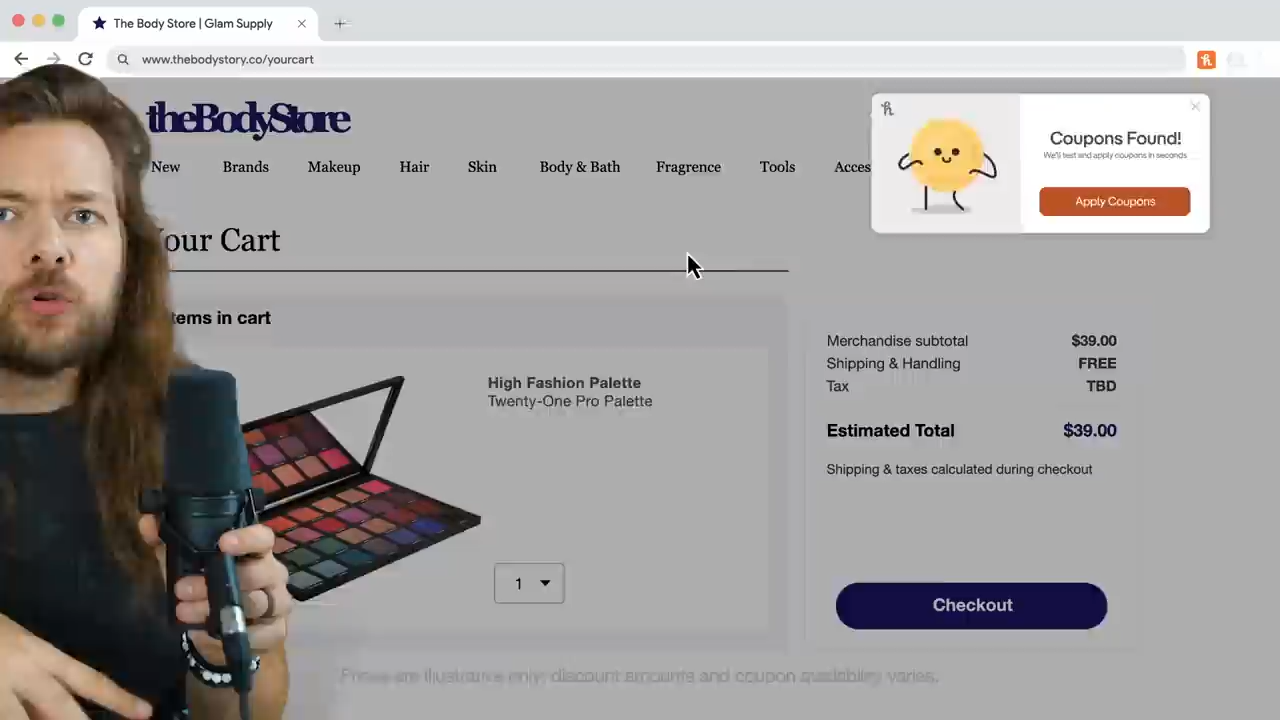 The Body Store | Glam Supply
www.thebodystory.co/yourcart
theBodyStore
New Brands Makeup Hair Skin Body & Bath Fragrence Tools Acces
Coupons Found!
We'll test and apply coupons in seconds
Apply Coupons
our Cart
tems in cart
High Fashion Palette
Twenty-One Pro Palette
1
Merchandise subtotal $39.00
Shipping & Handling FREE
Tax TBD
Estimated Total $39.00
Shipping & taxes calculated during checkout
Checkout
Prices are illustrative only; discount amounts and coupon availability varies.